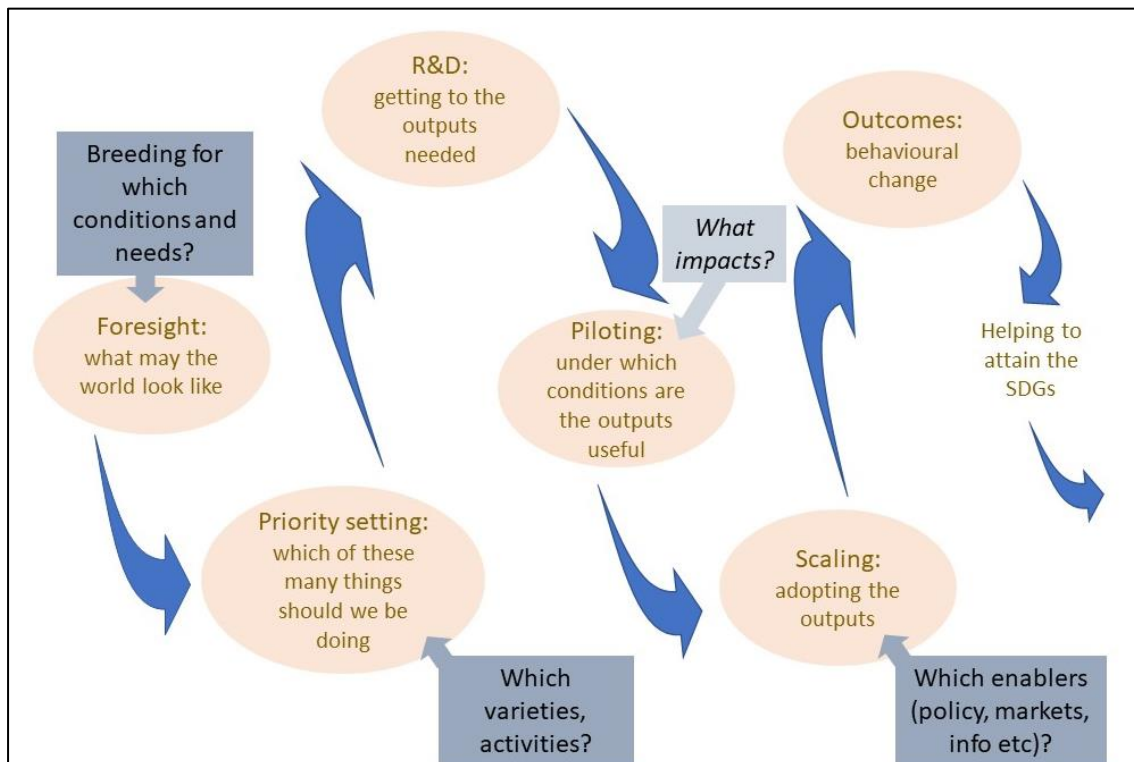 R&D:
getting to the
outputs
needed
Outcomes:
behavioural
change
Breeding for
which
conditions and
needs?
What
impacts?
Foresight:
what may the
world look like
Piloting:
under which
conditions are
the outputs
useful
Helping to
attain the
SDGs
Priority setting:
which of these
many things
should we be
doing
Scaling:
adopting the
outputs
Which
varieties,
activities?
Which enablers
(policy, markets,
info etc)?